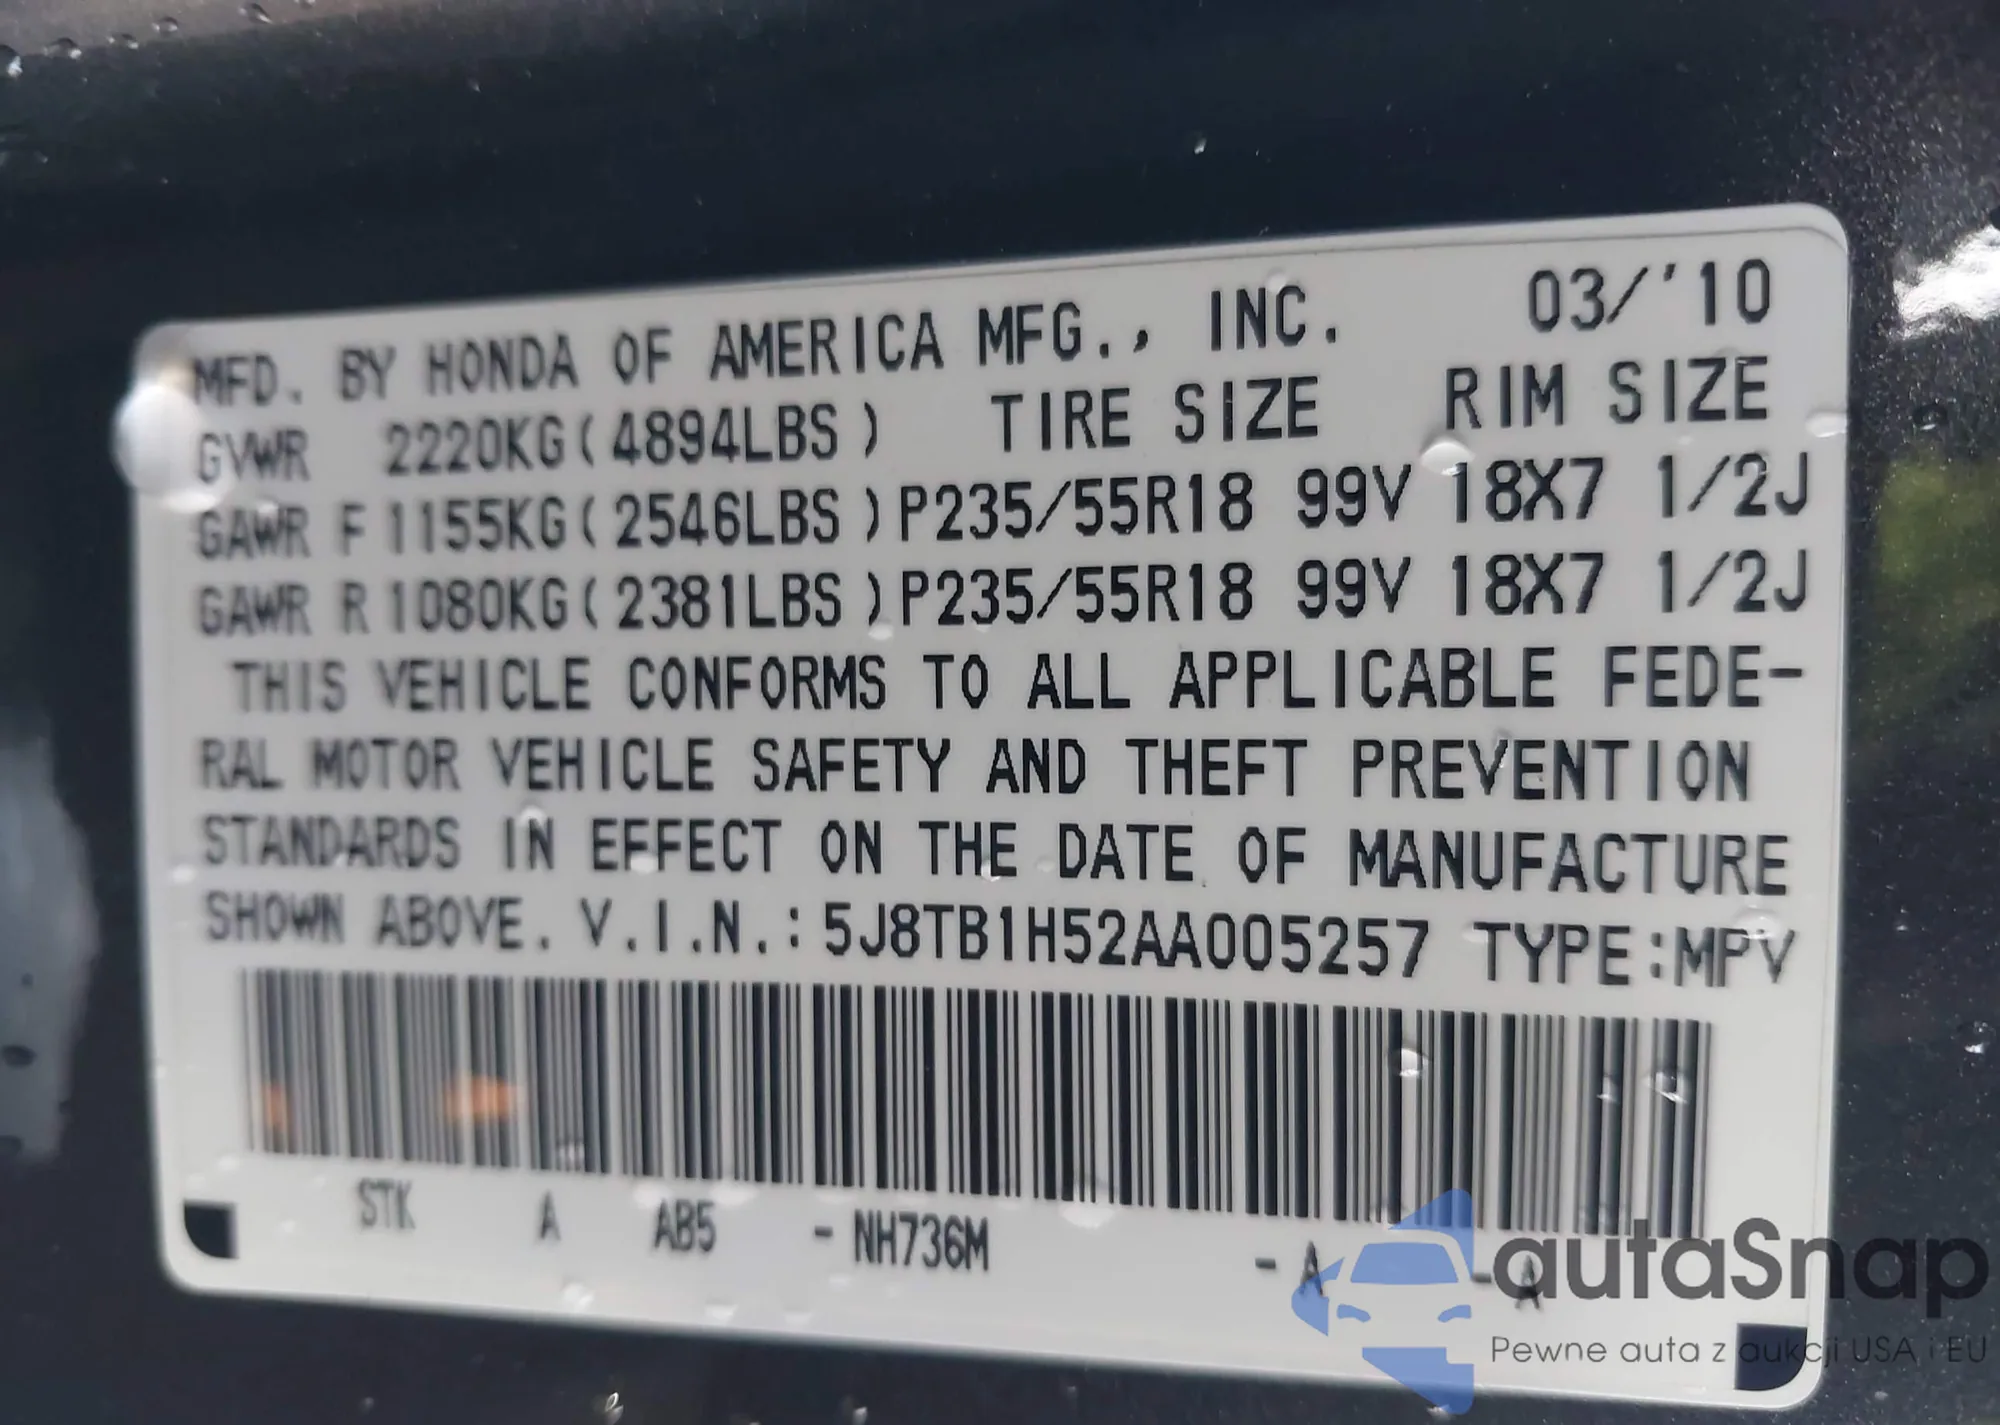 MFD. BY HONDA OF AMERICA MFG., INC. 03/'10
GVWR 2220KG(4894LBS) TIRE SIZE RIM SIZE
GAWR F 1155KG(2546LBS)P235/55R18 99V 18X7 1/2J
GAWR R 1080KG(2381LBS)P235/55R18 99V 18X7 1/2J
THIS VEHICLE CONFORMS TO ALL APPLICABLE FEDE-
RAL MOTOR VEHICLE SAFETY AND THEFT PREVENTION
STANDARDS IN EFFECT ON THE DATE OF MANUFACTURE
SHOWN ABOVE. V.I.N.: 5J8TB1H52AA005257 TYPE:MPV
STK A AB5 - NH736M - A - A
autaSnap
Pewne auta z aukcji USA i EU